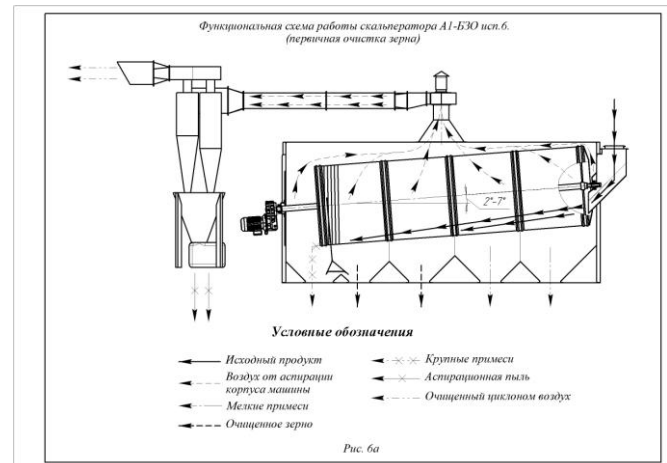 Функциональная схема работы скальператора А1-БЗО исп.6.
(первичная очистка зерна)
2°-7°
Условные обозначения
Исходный продукт
Воздух от аспирации
корпуса машины
Мелкие примеси
Очищенное зерно
Крупные примеси
Аспирационная пыль
Очищенный циклоном воздух
Рис. 6а